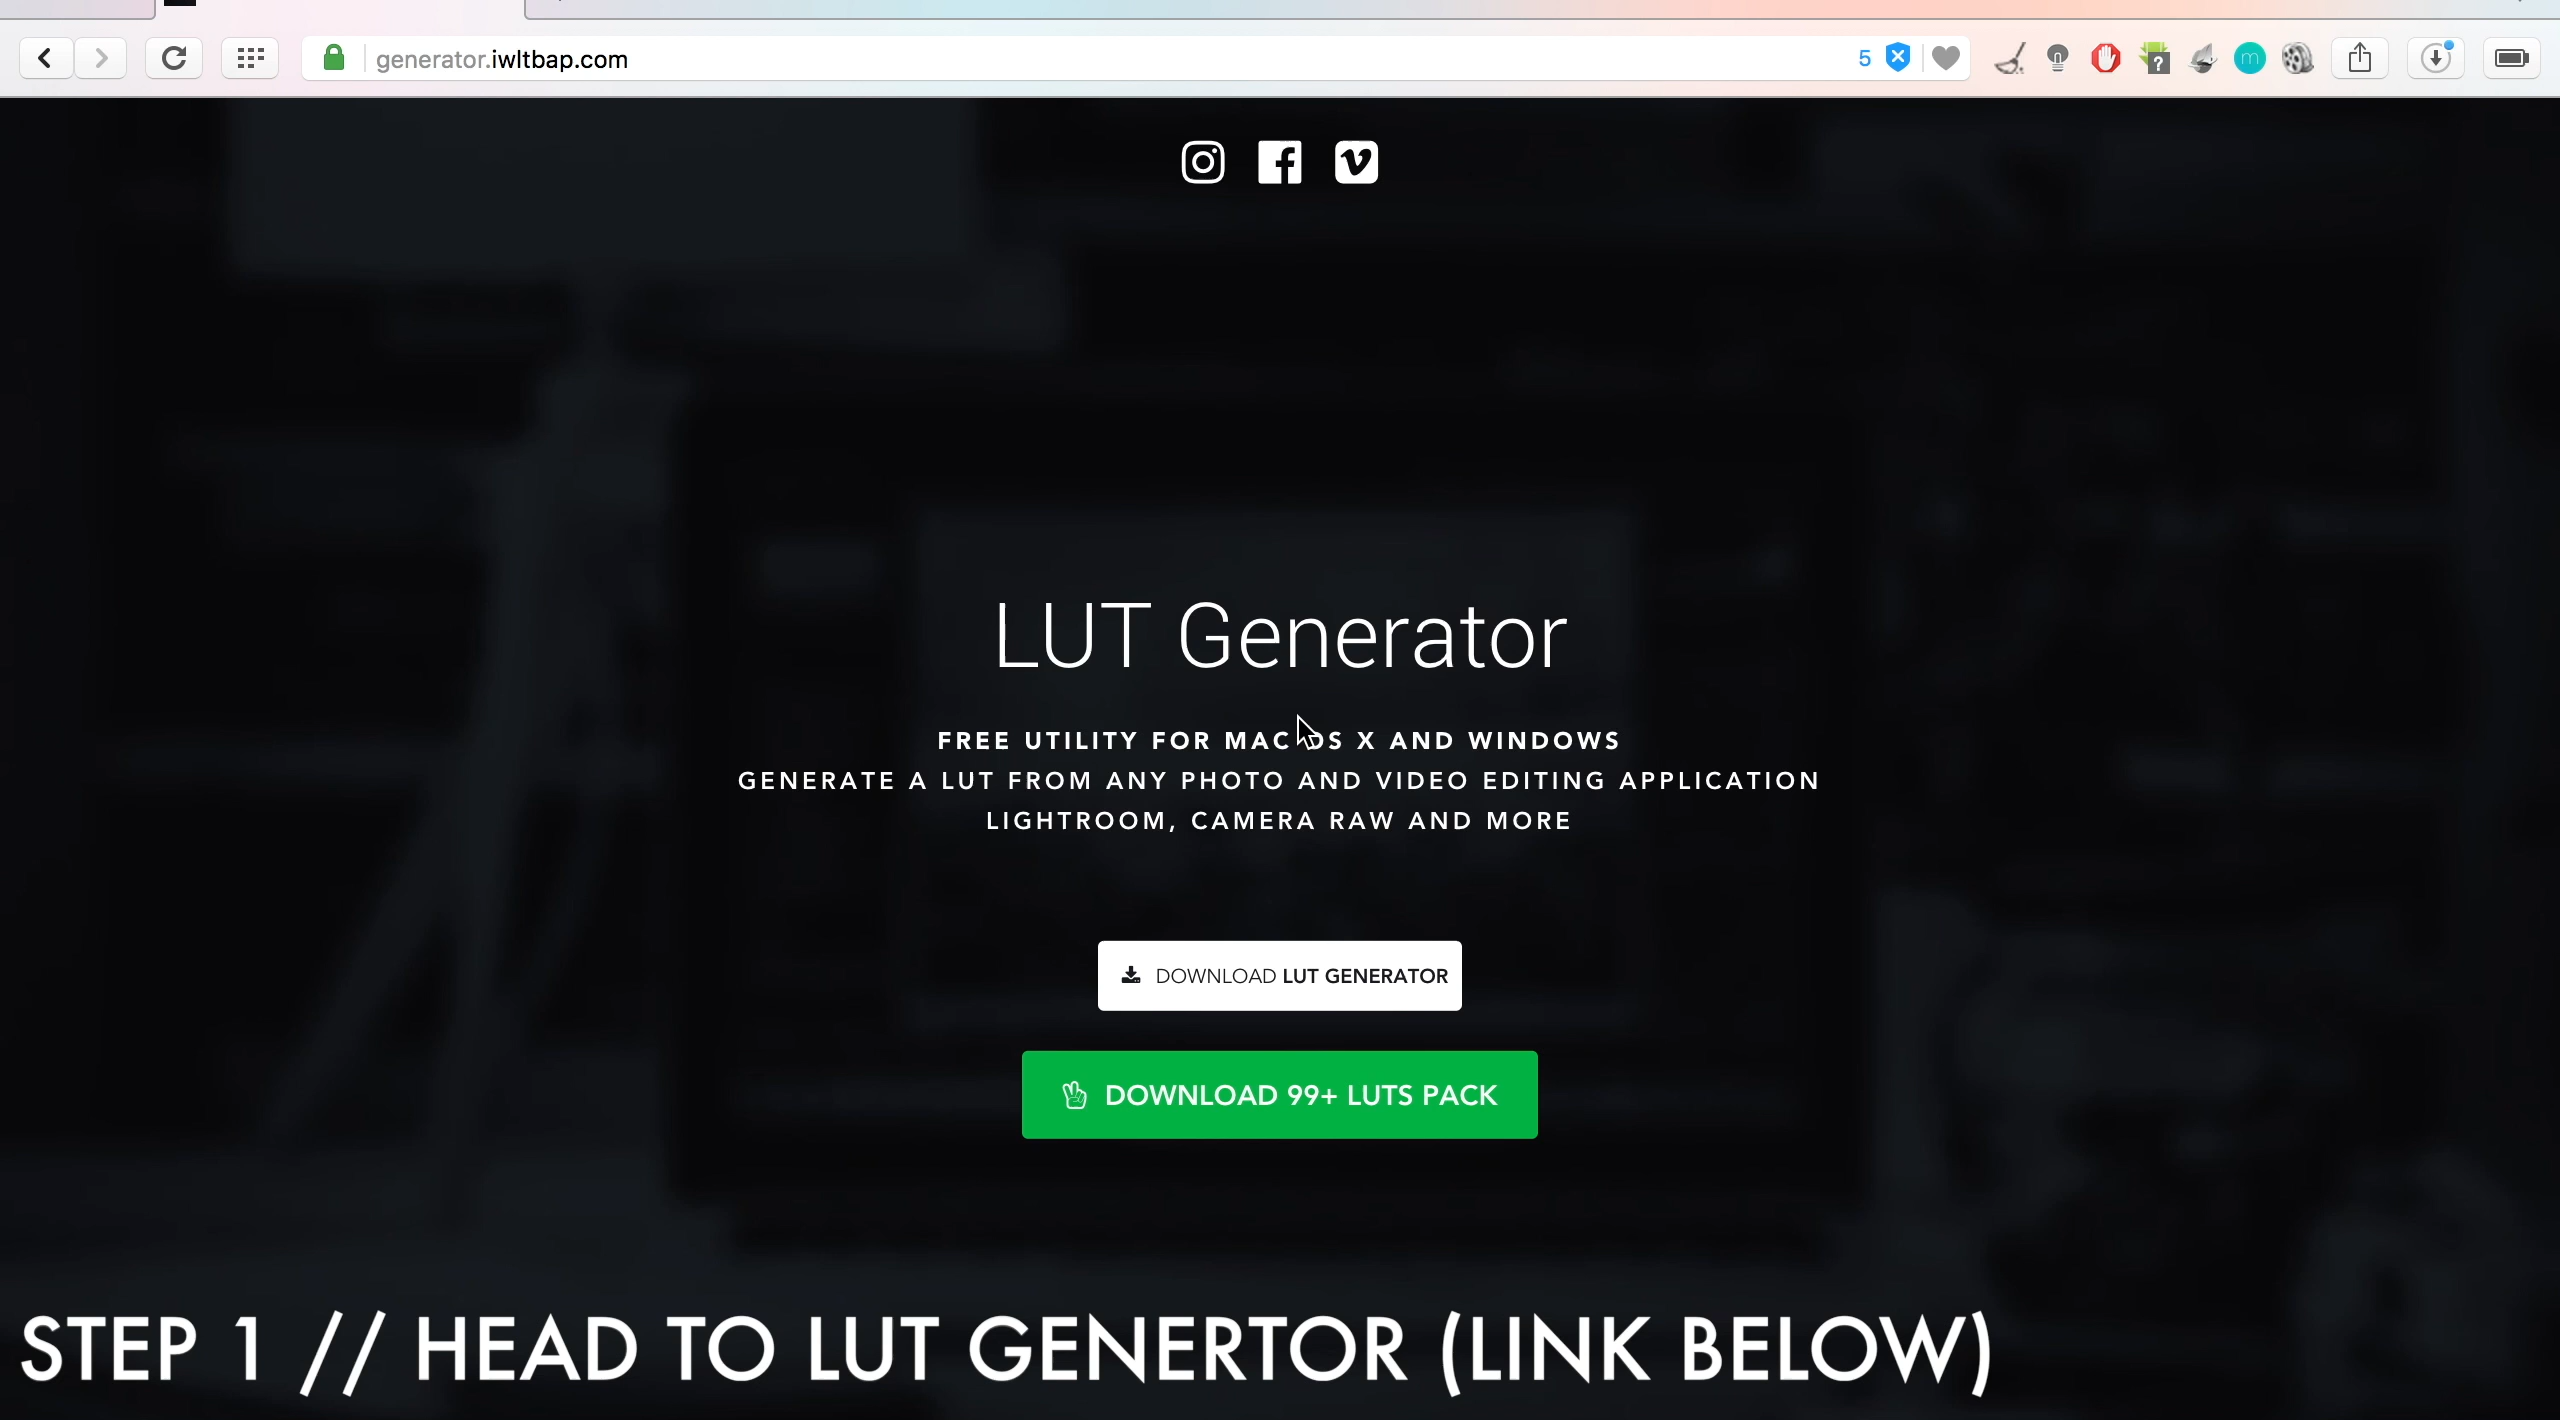 generator.iwltbap.com
5
m
?
LUT Generator
FREE UTILITY FOR MAC OS X AND WINDOWS
GENERATE A LUT FROM ANY PHOTO AND VIDEO EDITING APPLICATION
LIGHTROOM, CAMERA RAW AND MORE
DOWNLOAD LUT GENERATOR
DOWNLOAD 99+ LUTS PACK
STEP 1 // HEAD TO LUT GENERTOR (LINK BELOW)